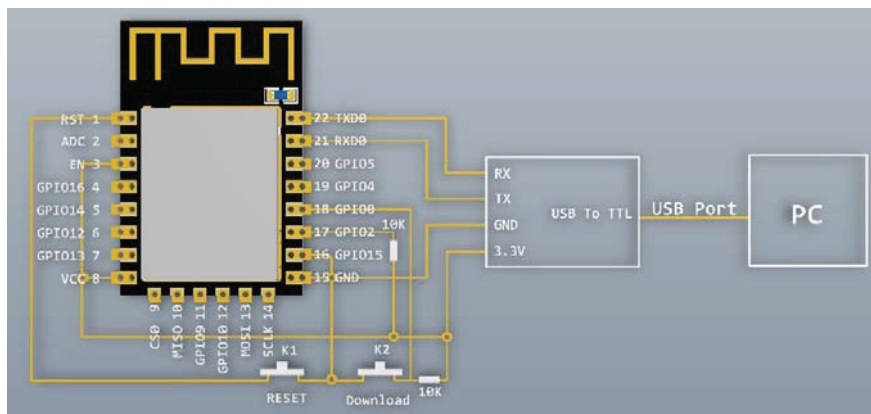 RST 1
ADC 2
EN 3
GPIO16 4
GPIO14 5
GPIO12 6
GPIO13 7
VCC 8
CS0 9
MISO 10
GPIO9 11
GPIO10 12
MOSI 13
SCLK 14
22 TXD0
21 RXD0
20 GPIO5
19 GPIO4
18 GPIO0
17 GPIO2
16 GPIO15
15 GND
10K
RX
TX
GND
3.3V
USB To TTL
USB Port
PC
K1
RESET
K2
Download
10K